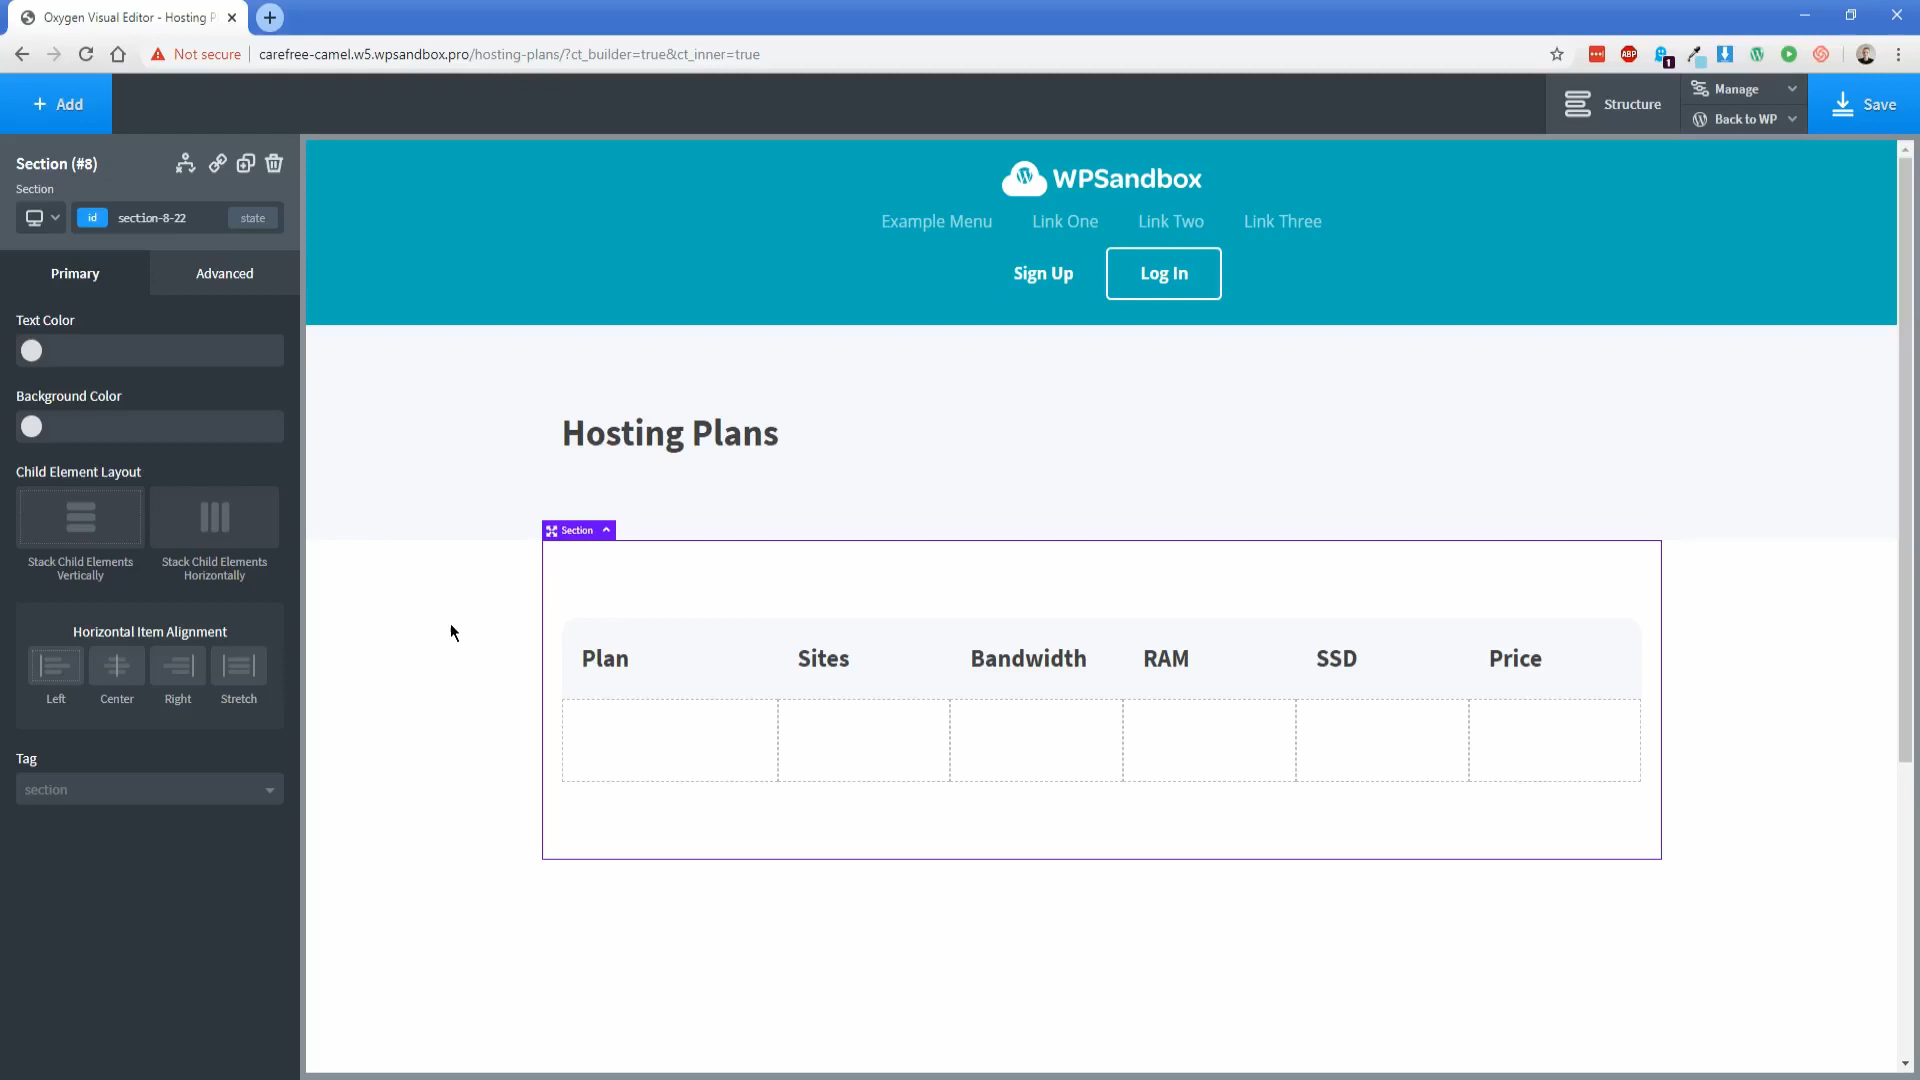 Oxygen Visual Editor - Hosting P
Not secure
carefree-camel.w5.wpsandbox.pro/hosting-plans/?ct_builder=true&ct_inner=true
ABP
1
+ Add
Structure
Manage
Back to WP
Save
Section (#8)
Section
id section-8-22 state
Primary Advanced
Text Color
Background Color
Child Element Layout
Stack Child Elements Vertically
Stack Child Elements Horizontally
Horizontal Item Alignment
Left Center Right Stretch
Tag
section
WPSandbox
Example Menu Link One Link Two Link Three
Sign Up Log In
Hosting Plans
Section
Plan Sites Bandwidth RAM SSD Price